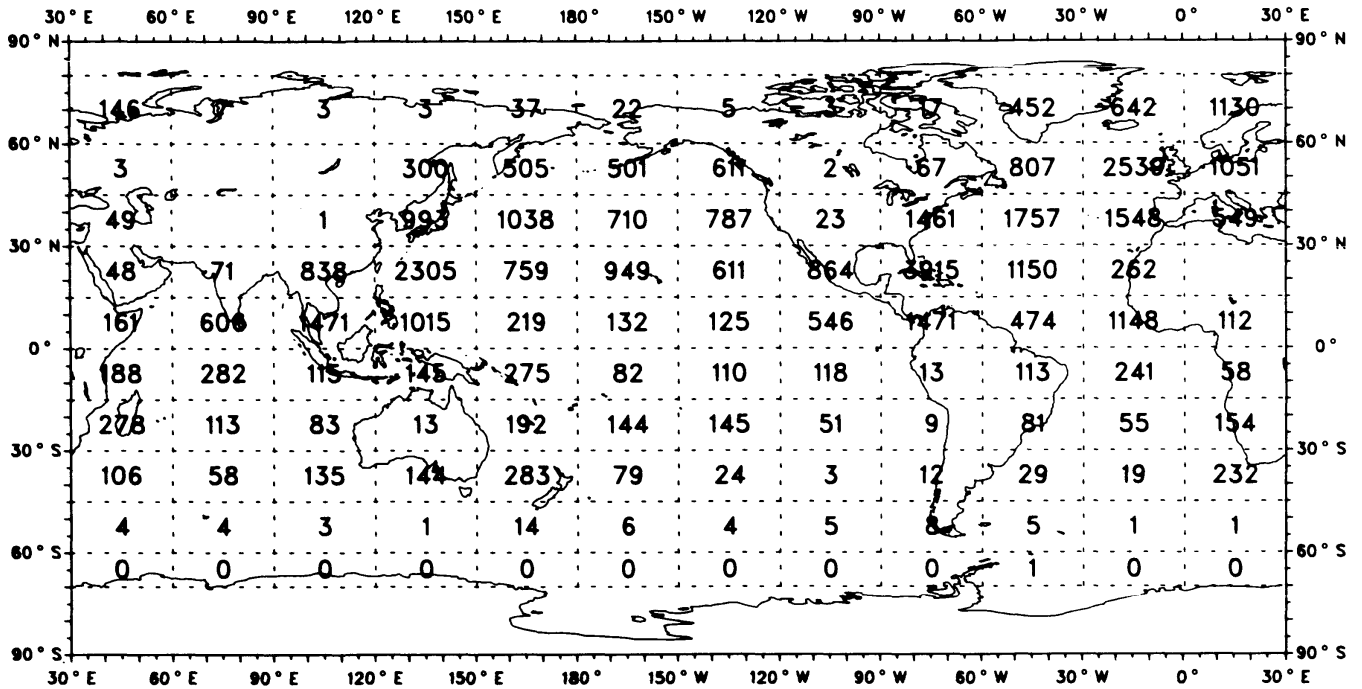 30° E 60° E 90° E 120° E 150° E 180° 150° W 120° W 90° W 60° W 30° W 0° 30° E
90° N 90° N
146 3 3 37 22 5 3 17 452 642 1130
60° N 60° N
3 300 505 501 611 2 67 807 2539 1051
49 1 993 1038 710 787 23 1461 1757 1548 549
30° N 30° N
48 71 838 2305 759 949 611 864 3915 1150 262
161 606 1471 1015 219 132 125 546 1471 474 1148 112
0° 0°
188 282 115 145 275 82 110 118 13 113 241 58
278 113 83 13 192 144 145 51 9 81 55 154
30° S 30° S
106 58 135 144 283 79 24 3 12 29 19 232
4 4 3 1 14 6 4 5 8 5 1 1
60° S 60° S
0 0 0 0 0 0 0 0 0 1 0 0
90° S 90° S
30° E 60° E 90° E 120° E 150° E 180° 150° W 120° W 90° W 60° W 30° W 0° 30° E